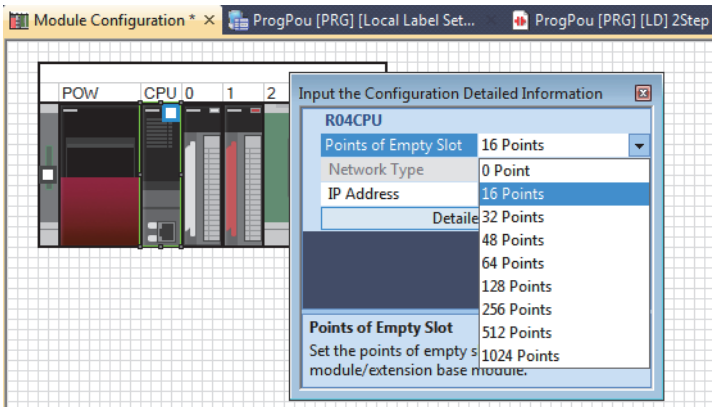 Module Configuration * ×
ProgPou [PRG] [Local Label Set... ×
ProgPou [PRG] [LD] 2Step
POW CPU 0 1 2
Input the Configuration Detailed Information
R04CPU
Points of Empty Slot 16 Points
Network Type 0 Point
IP Address 16 Points
Detaile 32 Points
48 Points
64 Points
128 Points
256 Points
512 Points
1024 Points
Points of Empty Slot
Set the points of empty s
module/extension base module.